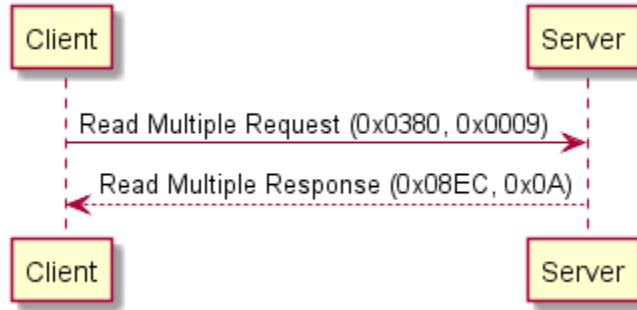 Client Server
Read Multiple Request (0x0380, 0x0009)
Read Multiple Response (0x08EC, 0x0A)
Client Server